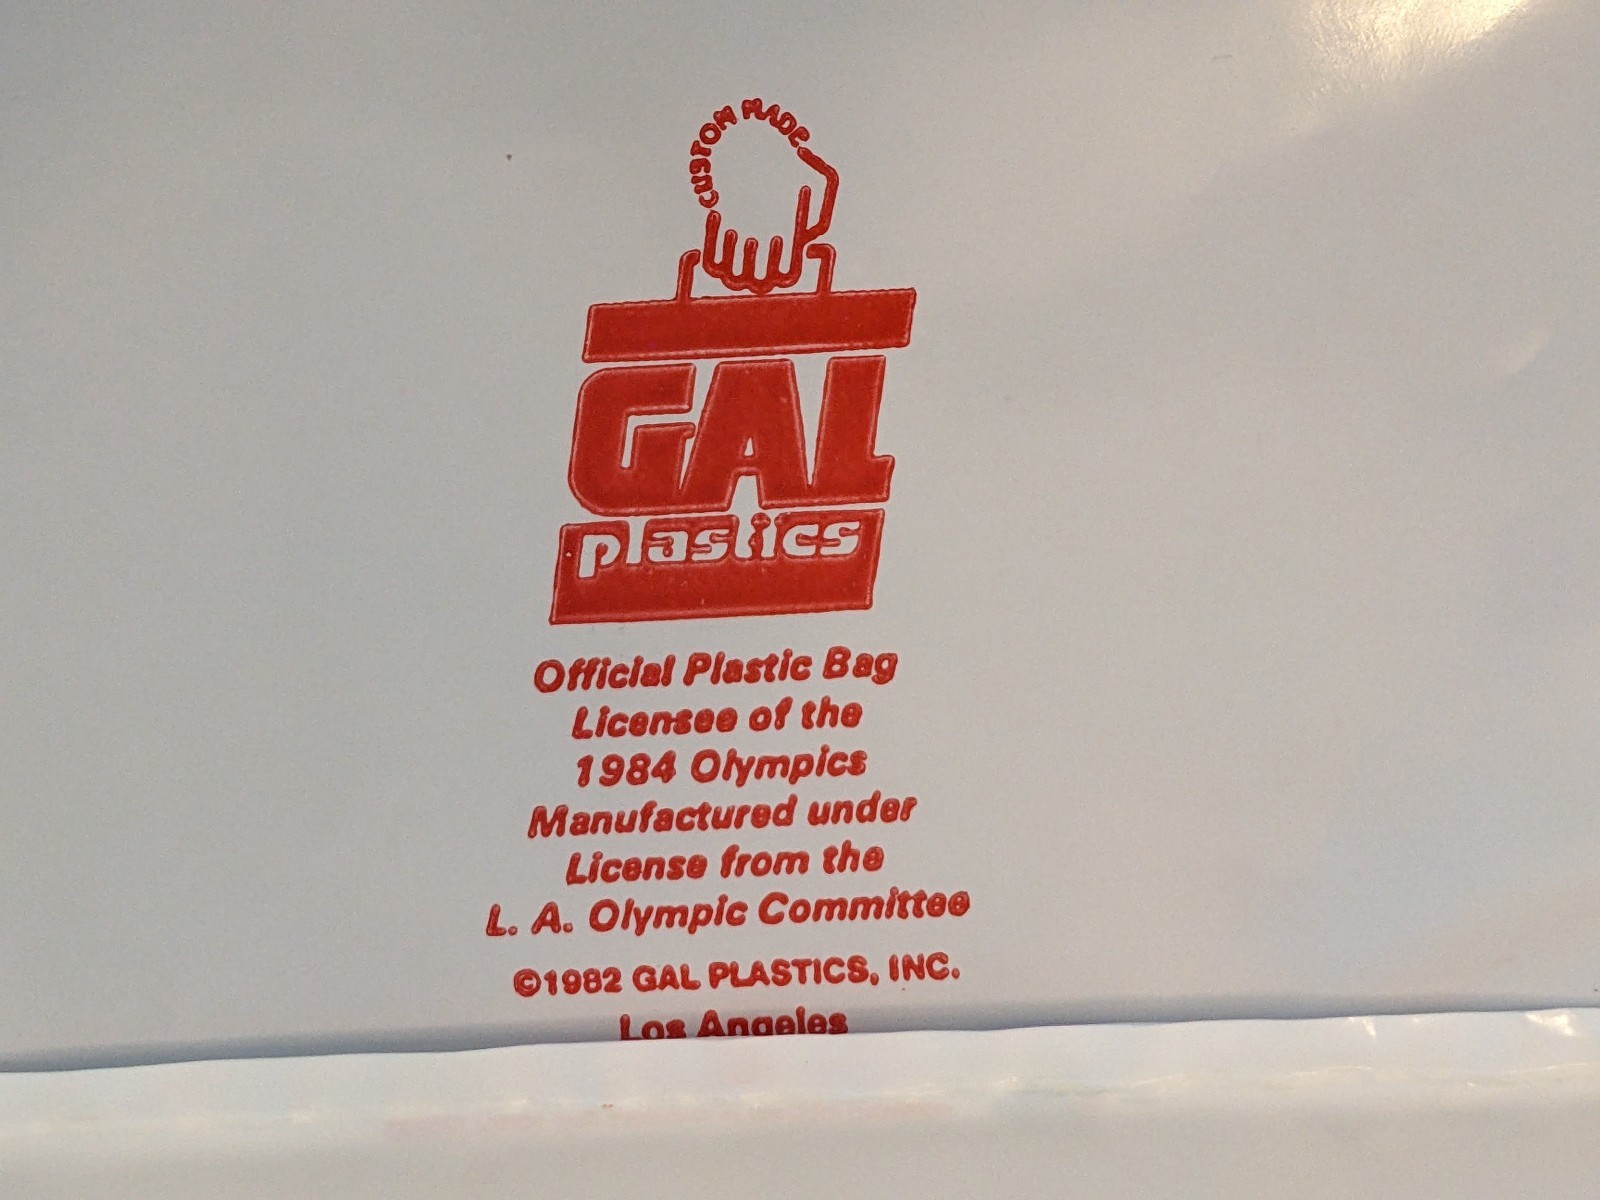 CUSTOM MADE
GAL
plastics
Official Plastic Bag
Licensee of the
1984 Olympics
Manufactured under
License from the
L. A. Olympic Committee
©1982 GAL PLASTICS, INC.
Los Angeles